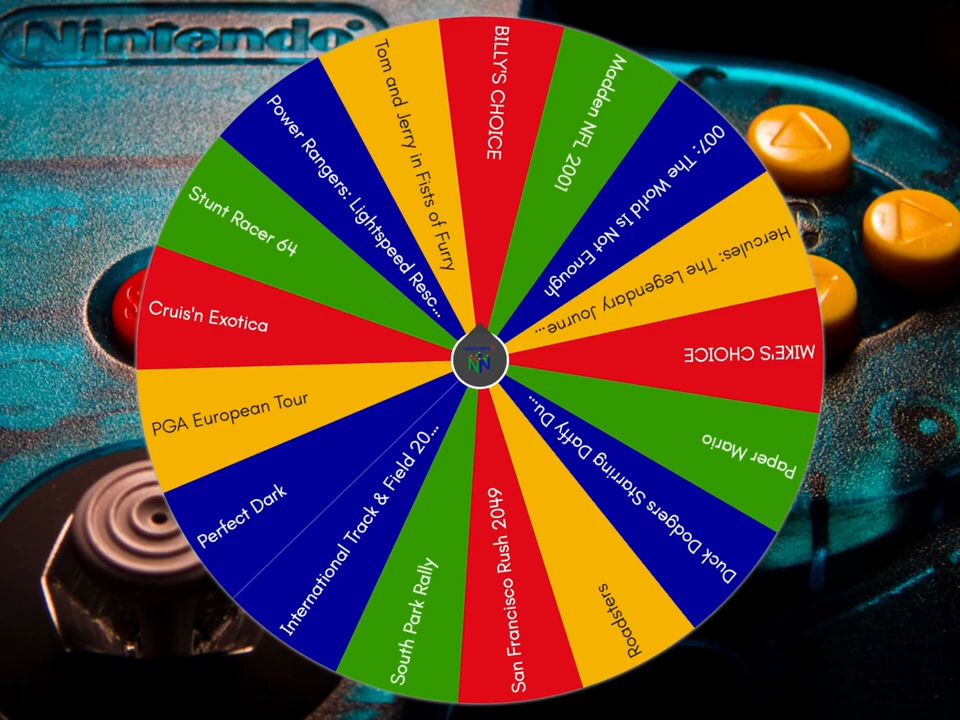 Nintendo
BILLY'S CHOICE
Madden NFL 2001
007: The World Is Not Enough
Hercules: The Legendary Journe...
MIKE'S CHOICE
Paper Mario
Duck Dodgers Starring Daffy Du...
Roadsters
San Francisco Rush 2049
South Park Rally
International Track & Field 20...
Perfect Dark
PGA European Tour
Cruis'n Exotica
Stunt Racer 64
Power Rangers: Lightspeed Resc...
Tom and Jerry in Fists of Furry